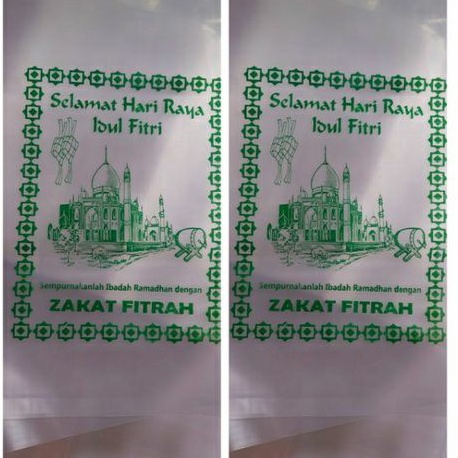 Selamat Hari Raya
Idul Fitri
Sempurnakanlah Ibadah Ramadhan dengan
ZAKAT FITRAH
Selamat Hari Raya
Idul Fitri
Sempurnakanlah Ibadah Ramadhan dengan
ZAKAT FITRAH